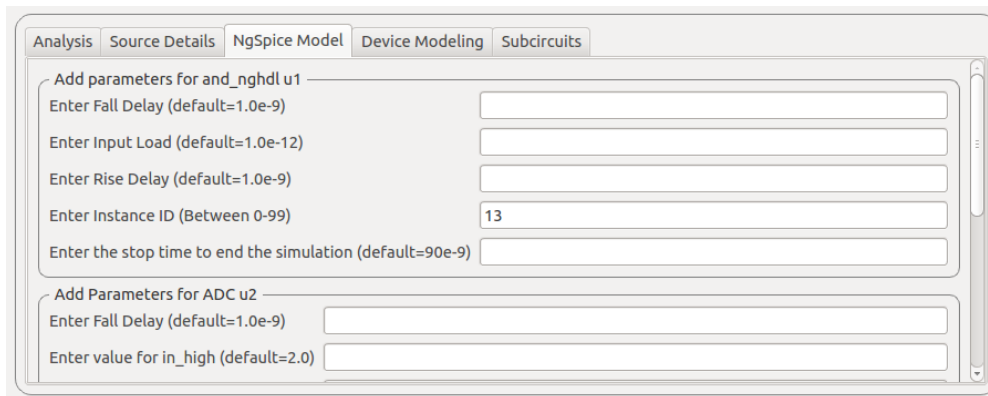 Analysis Source Details NgSpice Model Device Modeling Subcircuits
Add parameters for and_nghdl u1
Enter Fall Delay (default=1.0e-9)
Enter Input Load (default=1.0e-12)
Enter Rise Delay (default=1.0e-9)
Enter Instance ID (Between 0-99) 13
Enter the stop time to end the simulation (default=90e-9)
Add Parameters for ADC u2
Enter Fall Delay (default=1.0e-9)
Enter value for in_high (default=2.0)